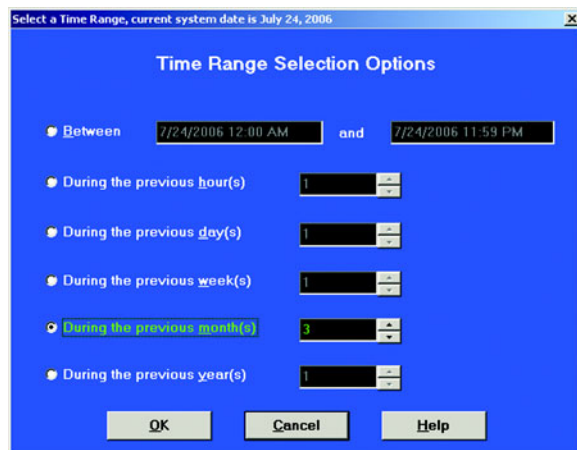 Select a Time Range, current system date is July 24, 2006
Time Range Selection Options
Between 7/24/2006 12:00 AM and 7/24/2006 11:59 PM
During the previous hour(s) 1
During the previous day(s) 1
During the previous week(s) 1
During the previous month(s) 3
During the previous year(s) 1
OK Cancel Help